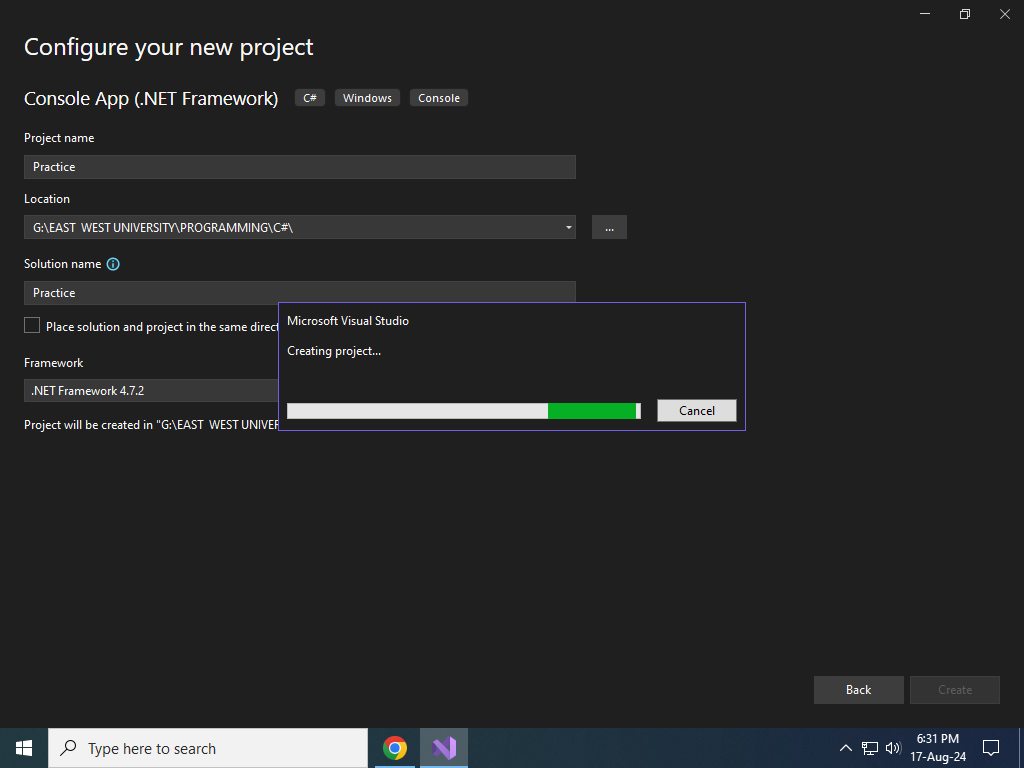 Configure your new project
Console App (.NET Framework) C# Windows Console
Project name
Practice
Location
G:\EAST  WEST UNIVERSITY\PROGRAMMING\C#\ ...
Solution name
Practice
Place solution and project in the same direct
Framework
.NET Framework 4.7.2
Project will be created in "G:\EAST  WEST UNIVER
Microsoft Visual Studio
Creating project...
Cancel
Back Create
Type here to search
6:31 PM
17-Aug-24